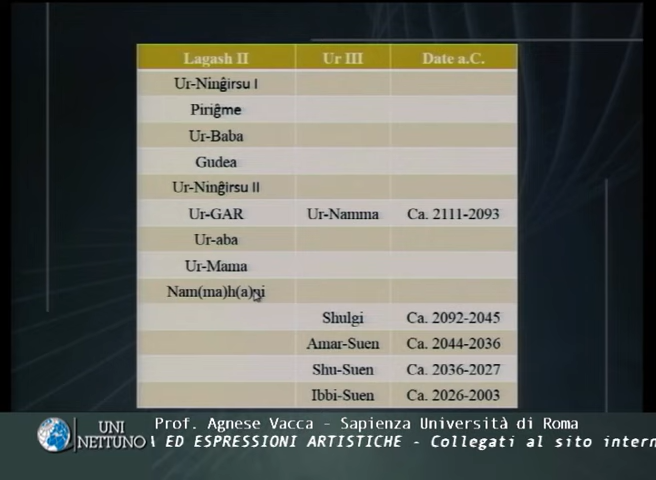 Lagash II Ur III Date a.C.
Ur-Ninĝirsu I
Piriĝme
Ur-Baba
Gudea
Ur-Ninĝirsu II
Ur-GAR Ur-Namma Ca. 2111-2093
Ur-aba
Ur-Mama
Nam(ma)h(a)ni
Shulgi Ca. 2092-2045
Amar-Suen Ca. 2044-2036
Shu-Suen Ca. 2036-2027
Ibbi-Suen Ca. 2026-2003
UNI
NETTUNO
Prof. Agnese Vacca - Sapienza Università di Roma
ED ESPRESSIONI ARTISTICHE - Collegati al sito intern